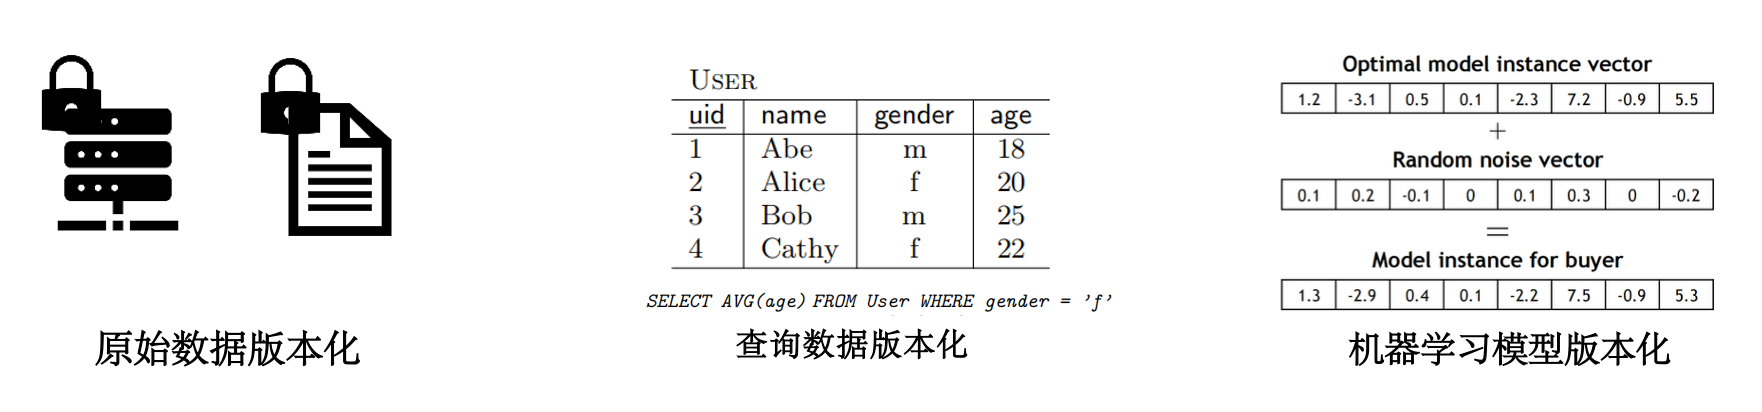 原始数据版本化
USER
uid name gender age
1 Abe m 18
2 Alice f 20
3 Bob m 25
4 Cathy f 22
SELECT AVG(age) FROM User WHERE gender = 'f'
查询数据版本化
Optimal model instance vector
1.2 -3.1 0.5 0.1 -2.3 7.2 -0.9 5.5
+
Random noise vector
0.1 0.2 -0.1 0 0.1 0.3 0 -0.2
=
Model instance for buyer
1.3 -2.9 0.4 0.1 -2.2 7.5 -0.9 5.3
机器学习模型版本化